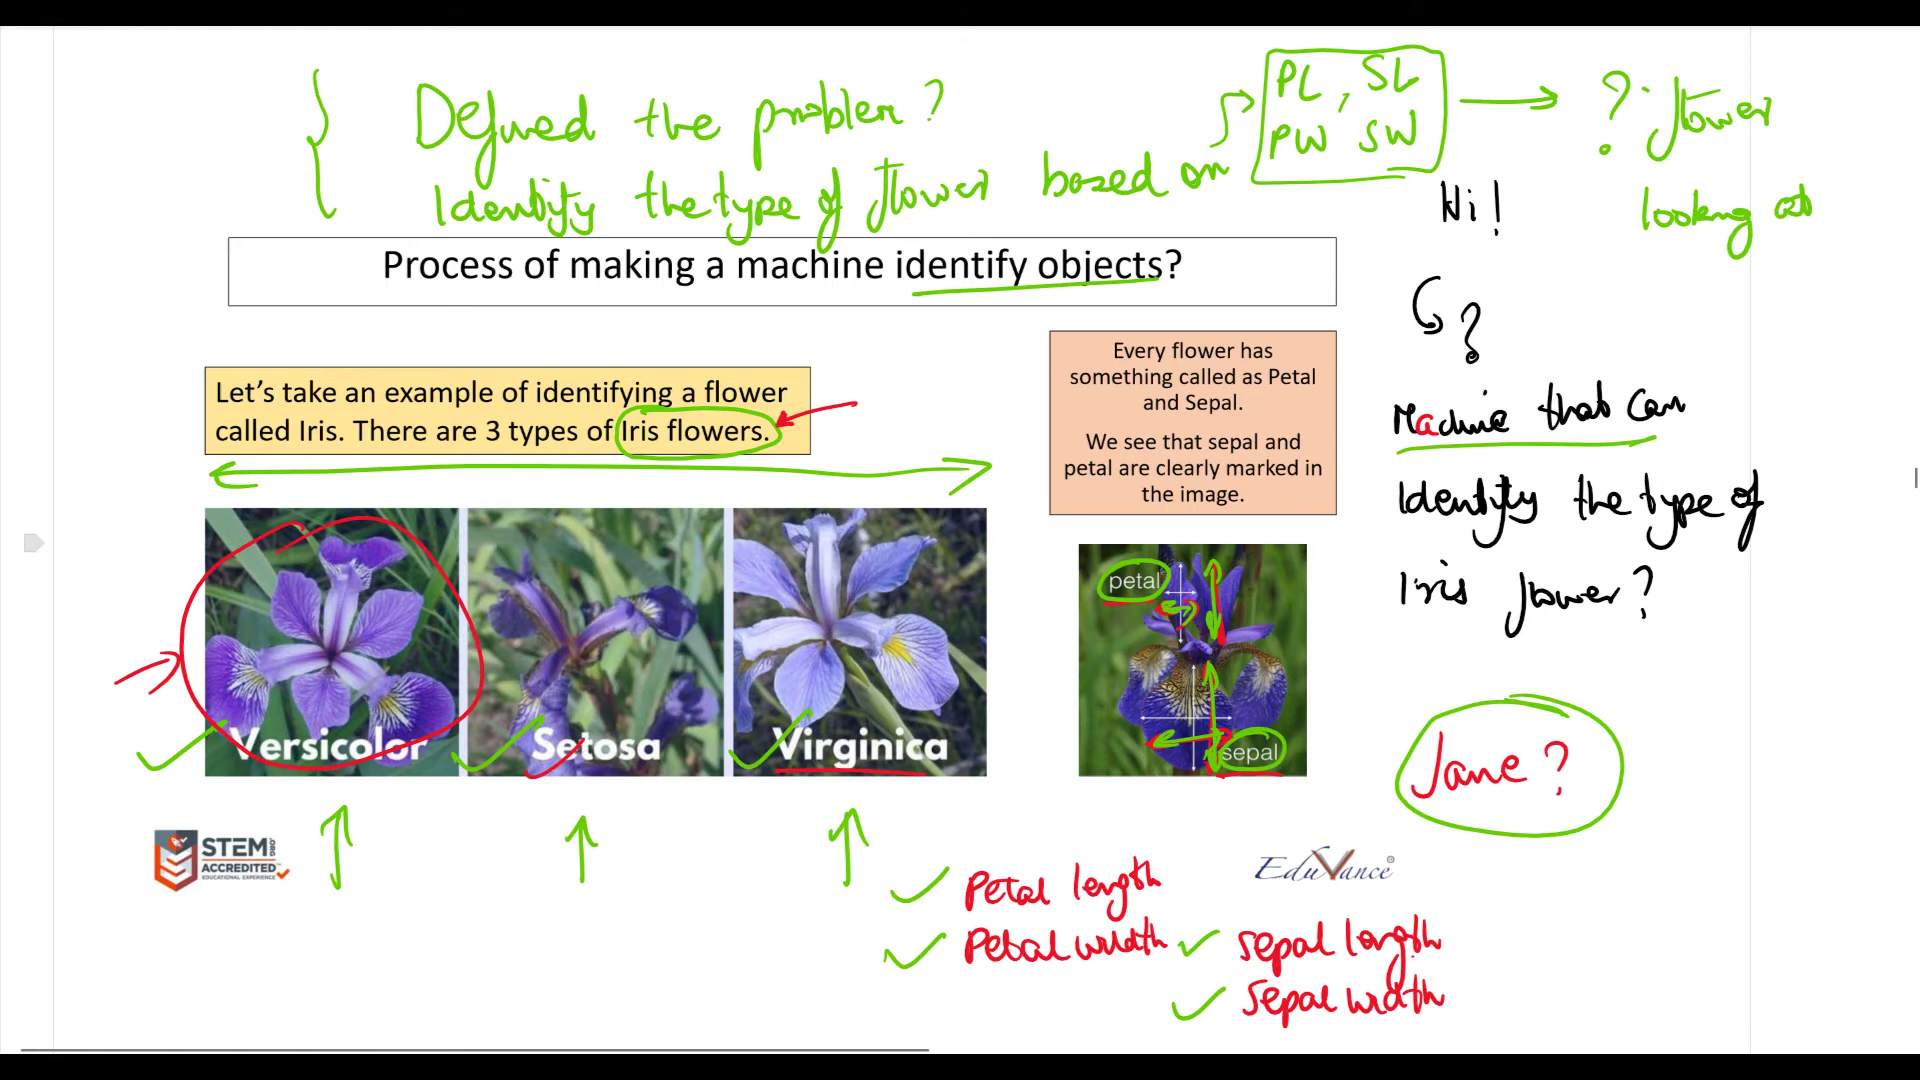 Defined the problem?
Identify the type of flower based on
PL, SL
PW SW
? flower
looking at
Hi!
Process of making a machine identify objects?
?
Let's take an example of identifying a flower
called Iris. There are 3 types of Iris flowers.
Every flower has
something called as Petal
and Sepal.
We see that sepal and
petal are clearly marked in
the image.
Machine that can
Identify the type of
Iris flower?
petal
sepal
Versicolor
Setosa
Virginica
Jane?
STEM.ORG
ACCREDITED™
EDUCATIONAL EXPERIENCE
EduVance®
Petal length
Petal width
Sepal length
Sepal width